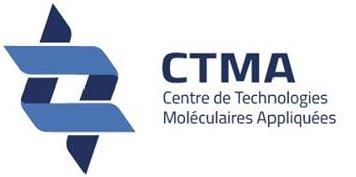 CTMA
Centre de Technologies
Moléculaires Appliquées